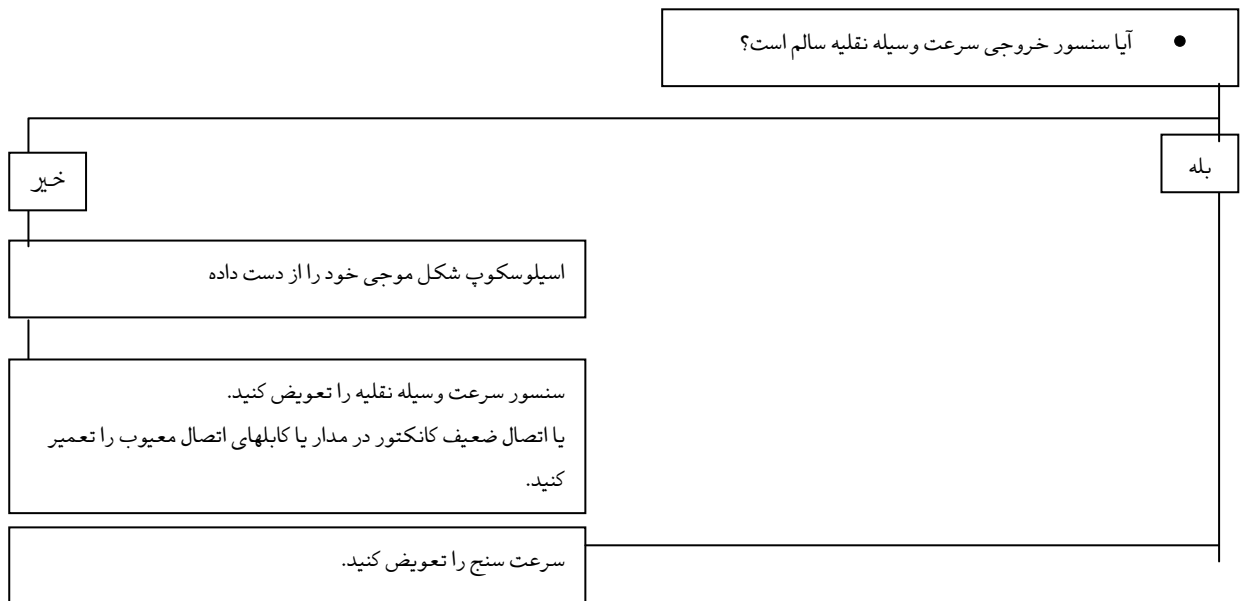 ● آیا سنسور خروجی سرعت وسیله نقلیه سالم است؟
بله
خیر
اسیلوسکوپ شکل موجی خود را از دست داده
سنسور سرعت وسیله نقلیه را تعویض کنید.
یا اتصال ضعیف کانکتور در مدار یا کابلهای اتصال معیوب را تعمیر
کنید.
سرعت سنج را تعویض کنید.